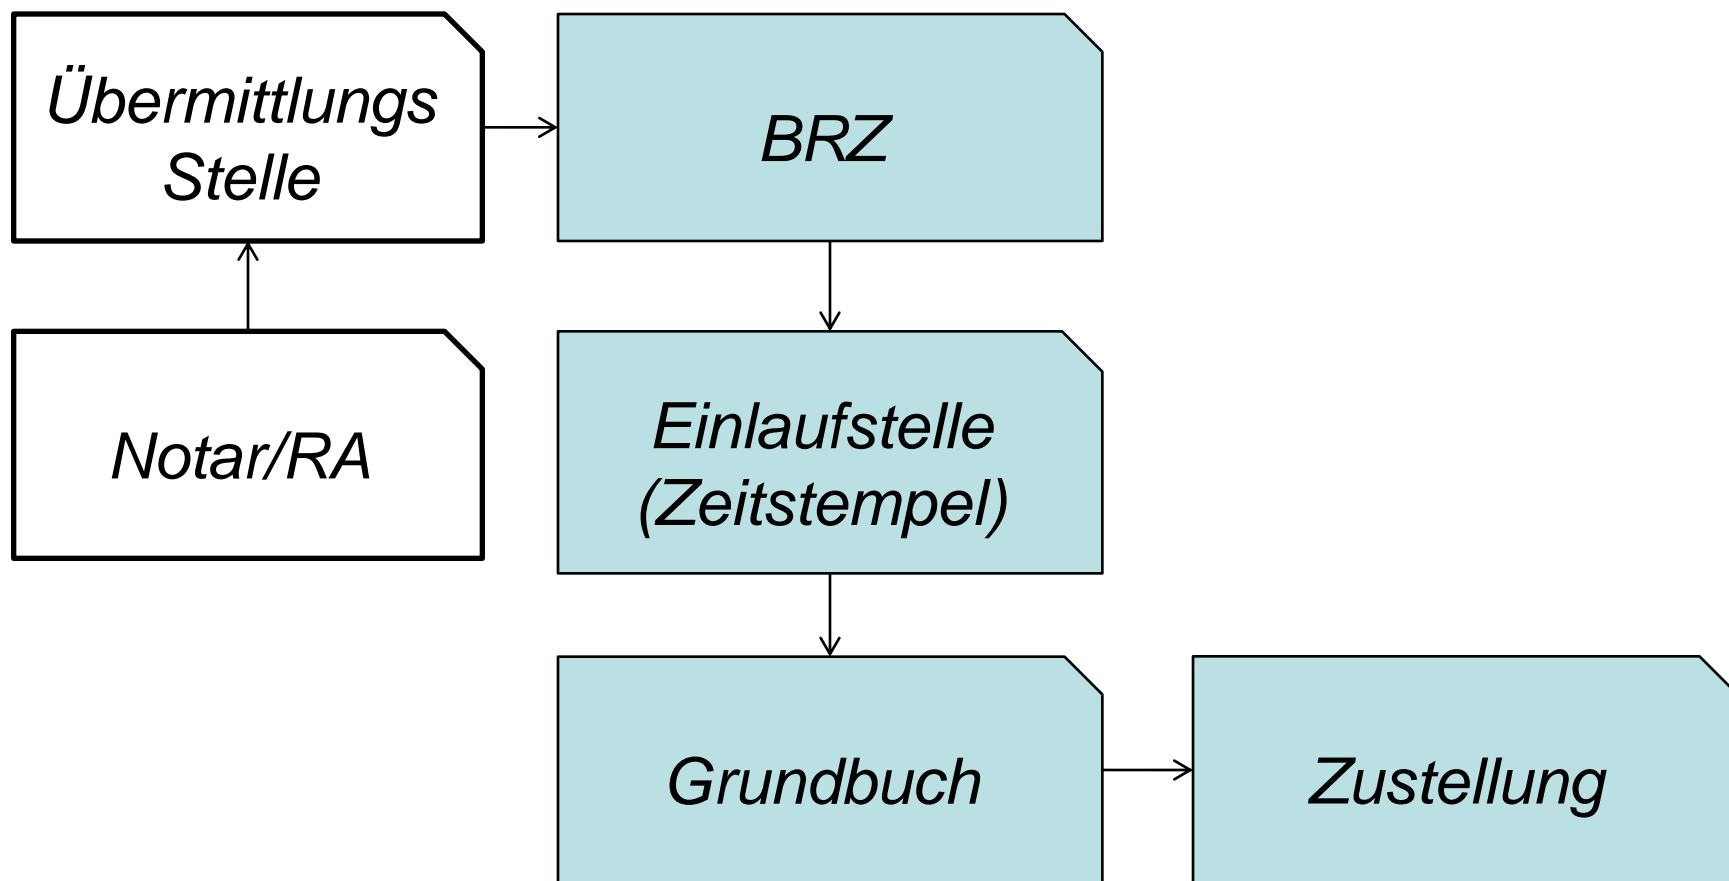 Übermittlungs
Stelle
BRZ
Notar/RA
Einlaufstelle
(Zeitstempel)
Grundbuch
Zustellung